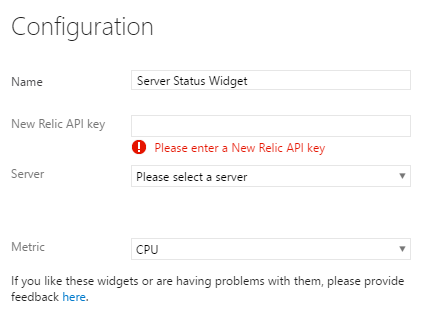 Configuration
Name Server Status Widget
New Relic API key
Please enter a New Relic API key
Server Please select a server
Metric CPU
If you like these widgets or are having problems with them, please provide
feedback here.